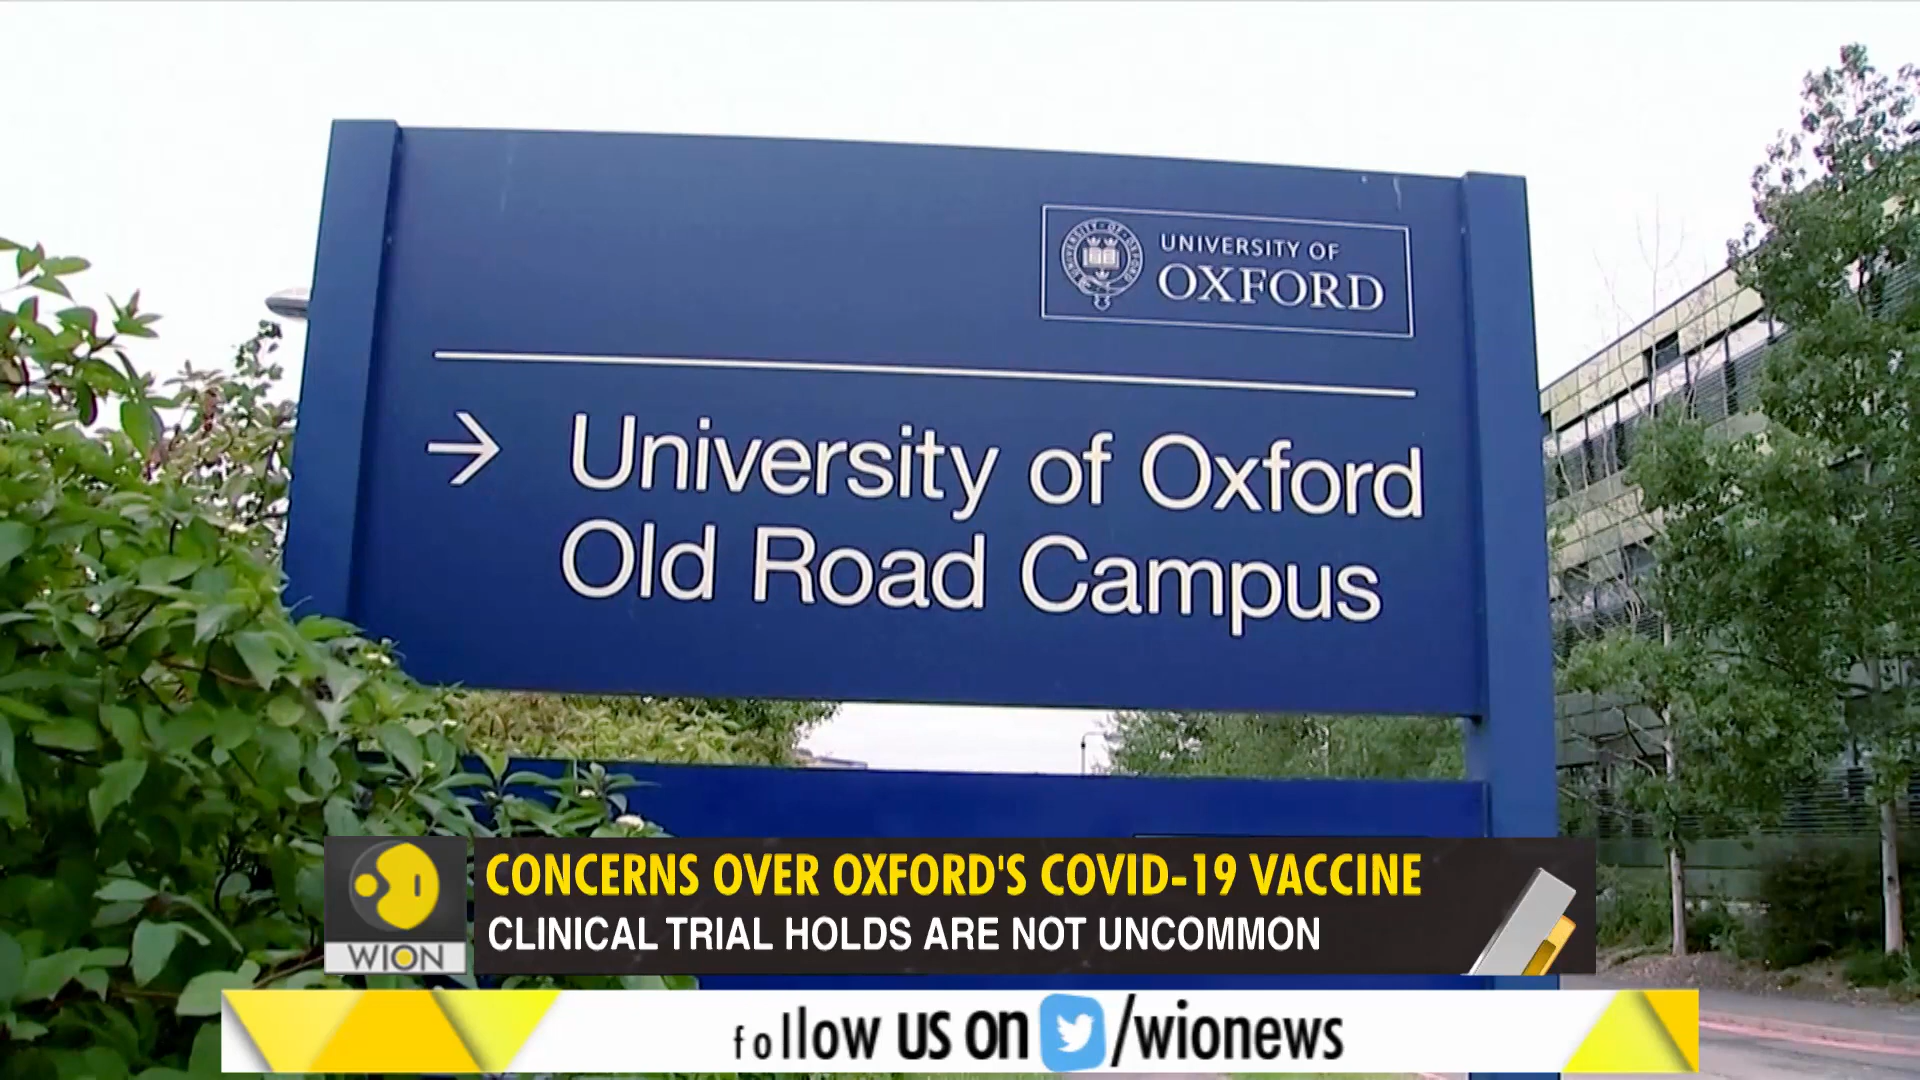 UNIVERSITY OF
OXFORD
→ University of Oxford
Old Road Campus
CONCERNS OVER OXFORD'S COVID-19 VACCINE
CLINICAL TRIAL HOLDS ARE NOT UNCOMMON
WION
follow us on /wionews